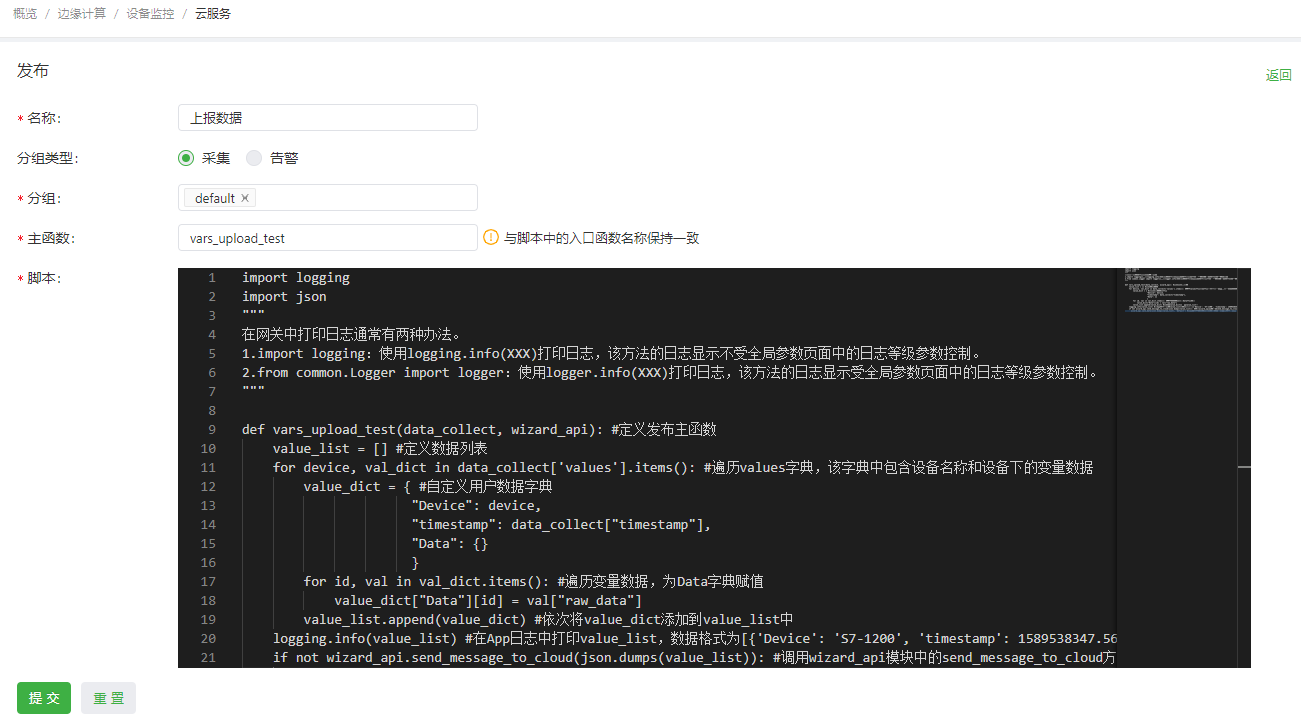 概览 / 边缘计算 / 设备监控 / 云服务
发布
返回
* 名称: 上报数据
分组类型: 采集 告警
* 分组: default ×
* 主函数: vars_upload_test ! 与脚本中的入口函数名称保持一致
* 脚本:
1 import logging
2 import json
3 """
4 在网关中打印日志通常有两种办法。
5 1.import logging：使用logging.info(XXX)打印日志，该方法的日志显示不受全局参数页面中的日志等级参数控制。
6 2.from common.Logger import logger：使用logger.info(XXX)打印日志，该方法的日志显示受全局参数页面中的日志等级参数控制。
7 """
8
9 def vars_upload_test(data_collect, wizard_api): #定义发布主函数
10 value_list = [] #定义数据列表
11 for device, val_dict in data_collect['values'].items(): #遍历values字典，该字典中包含设备名称和设备下的变量数据
12 value_dict = { #自定义用户数据字典
13 "Device": device,
14 "timestamp": data_collect["timestamp"],
15 "Data": {}
16 }
17 for id, val in val_dict.items(): #遍历变量数据，为Data字典赋值
18 value_dict["Data"][id] = val["raw_data"]
19 value_list.append(value_dict) #依次将value_dict添加到value_list中
20 logging.info(value_list) #在App日志中打印value_list，数据格式为[{'Device': 'S7-1200', 'timestamp': 1589538347.56
21 if not wizard_api.send_message_to_cloud(json.dumps(value_list)): #调用wizard_api模块中的send_message_to_cloud方
提 交 重 置